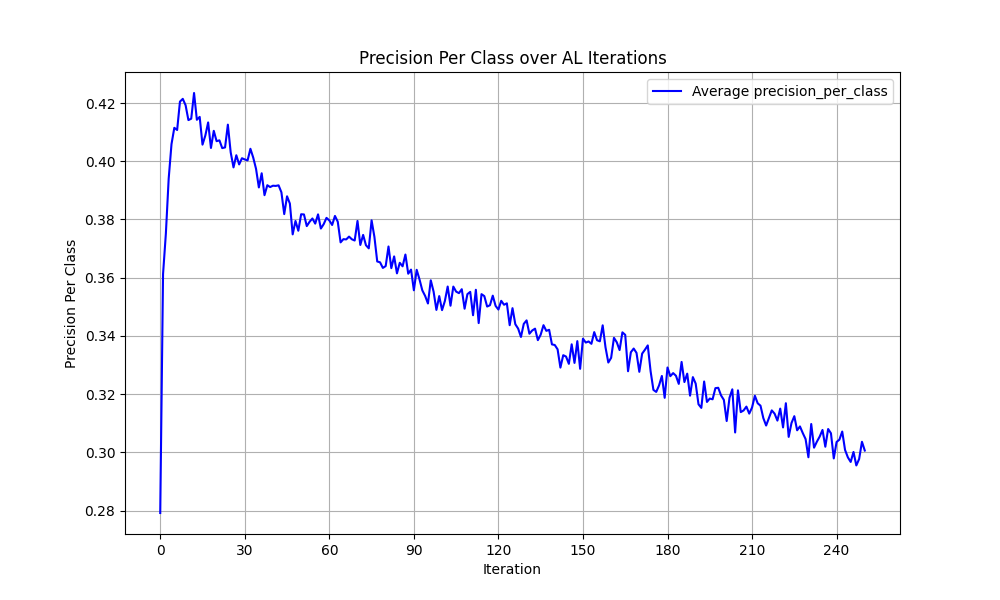 Precision Per Class over AL Iterations
Average precision_per_class
Precision Per Class
0.42
0.40
0.38
0.36
0.34
0.32
0.30
0.28
0 30 60 90 120 150 180 210 240
Iteration